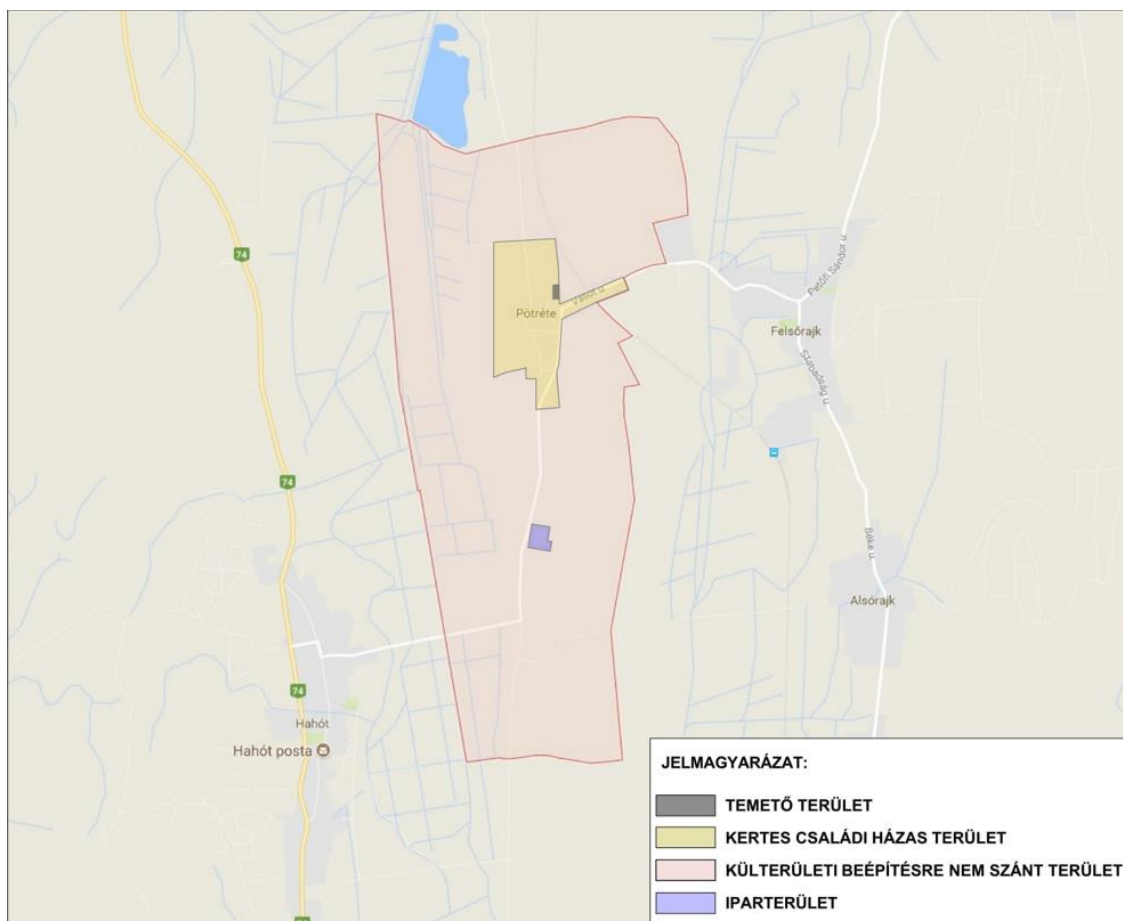 74
Vasút u.
Pötréte
Petőfi Sándor u.
Felsőrajk
Szabadság u.
74
Béke u.
Alsórajk
74
Hahót
Hahót posta
JELMAGYARÁZAT:
TEMETŐ TERÜLET
KERTES CSALÁDI HÁZAS TERÜLET
KÜLTERÜLETI BEÉPÍTÉSRE NEM SZÁNT TERÜLET
IPARTERÜLET